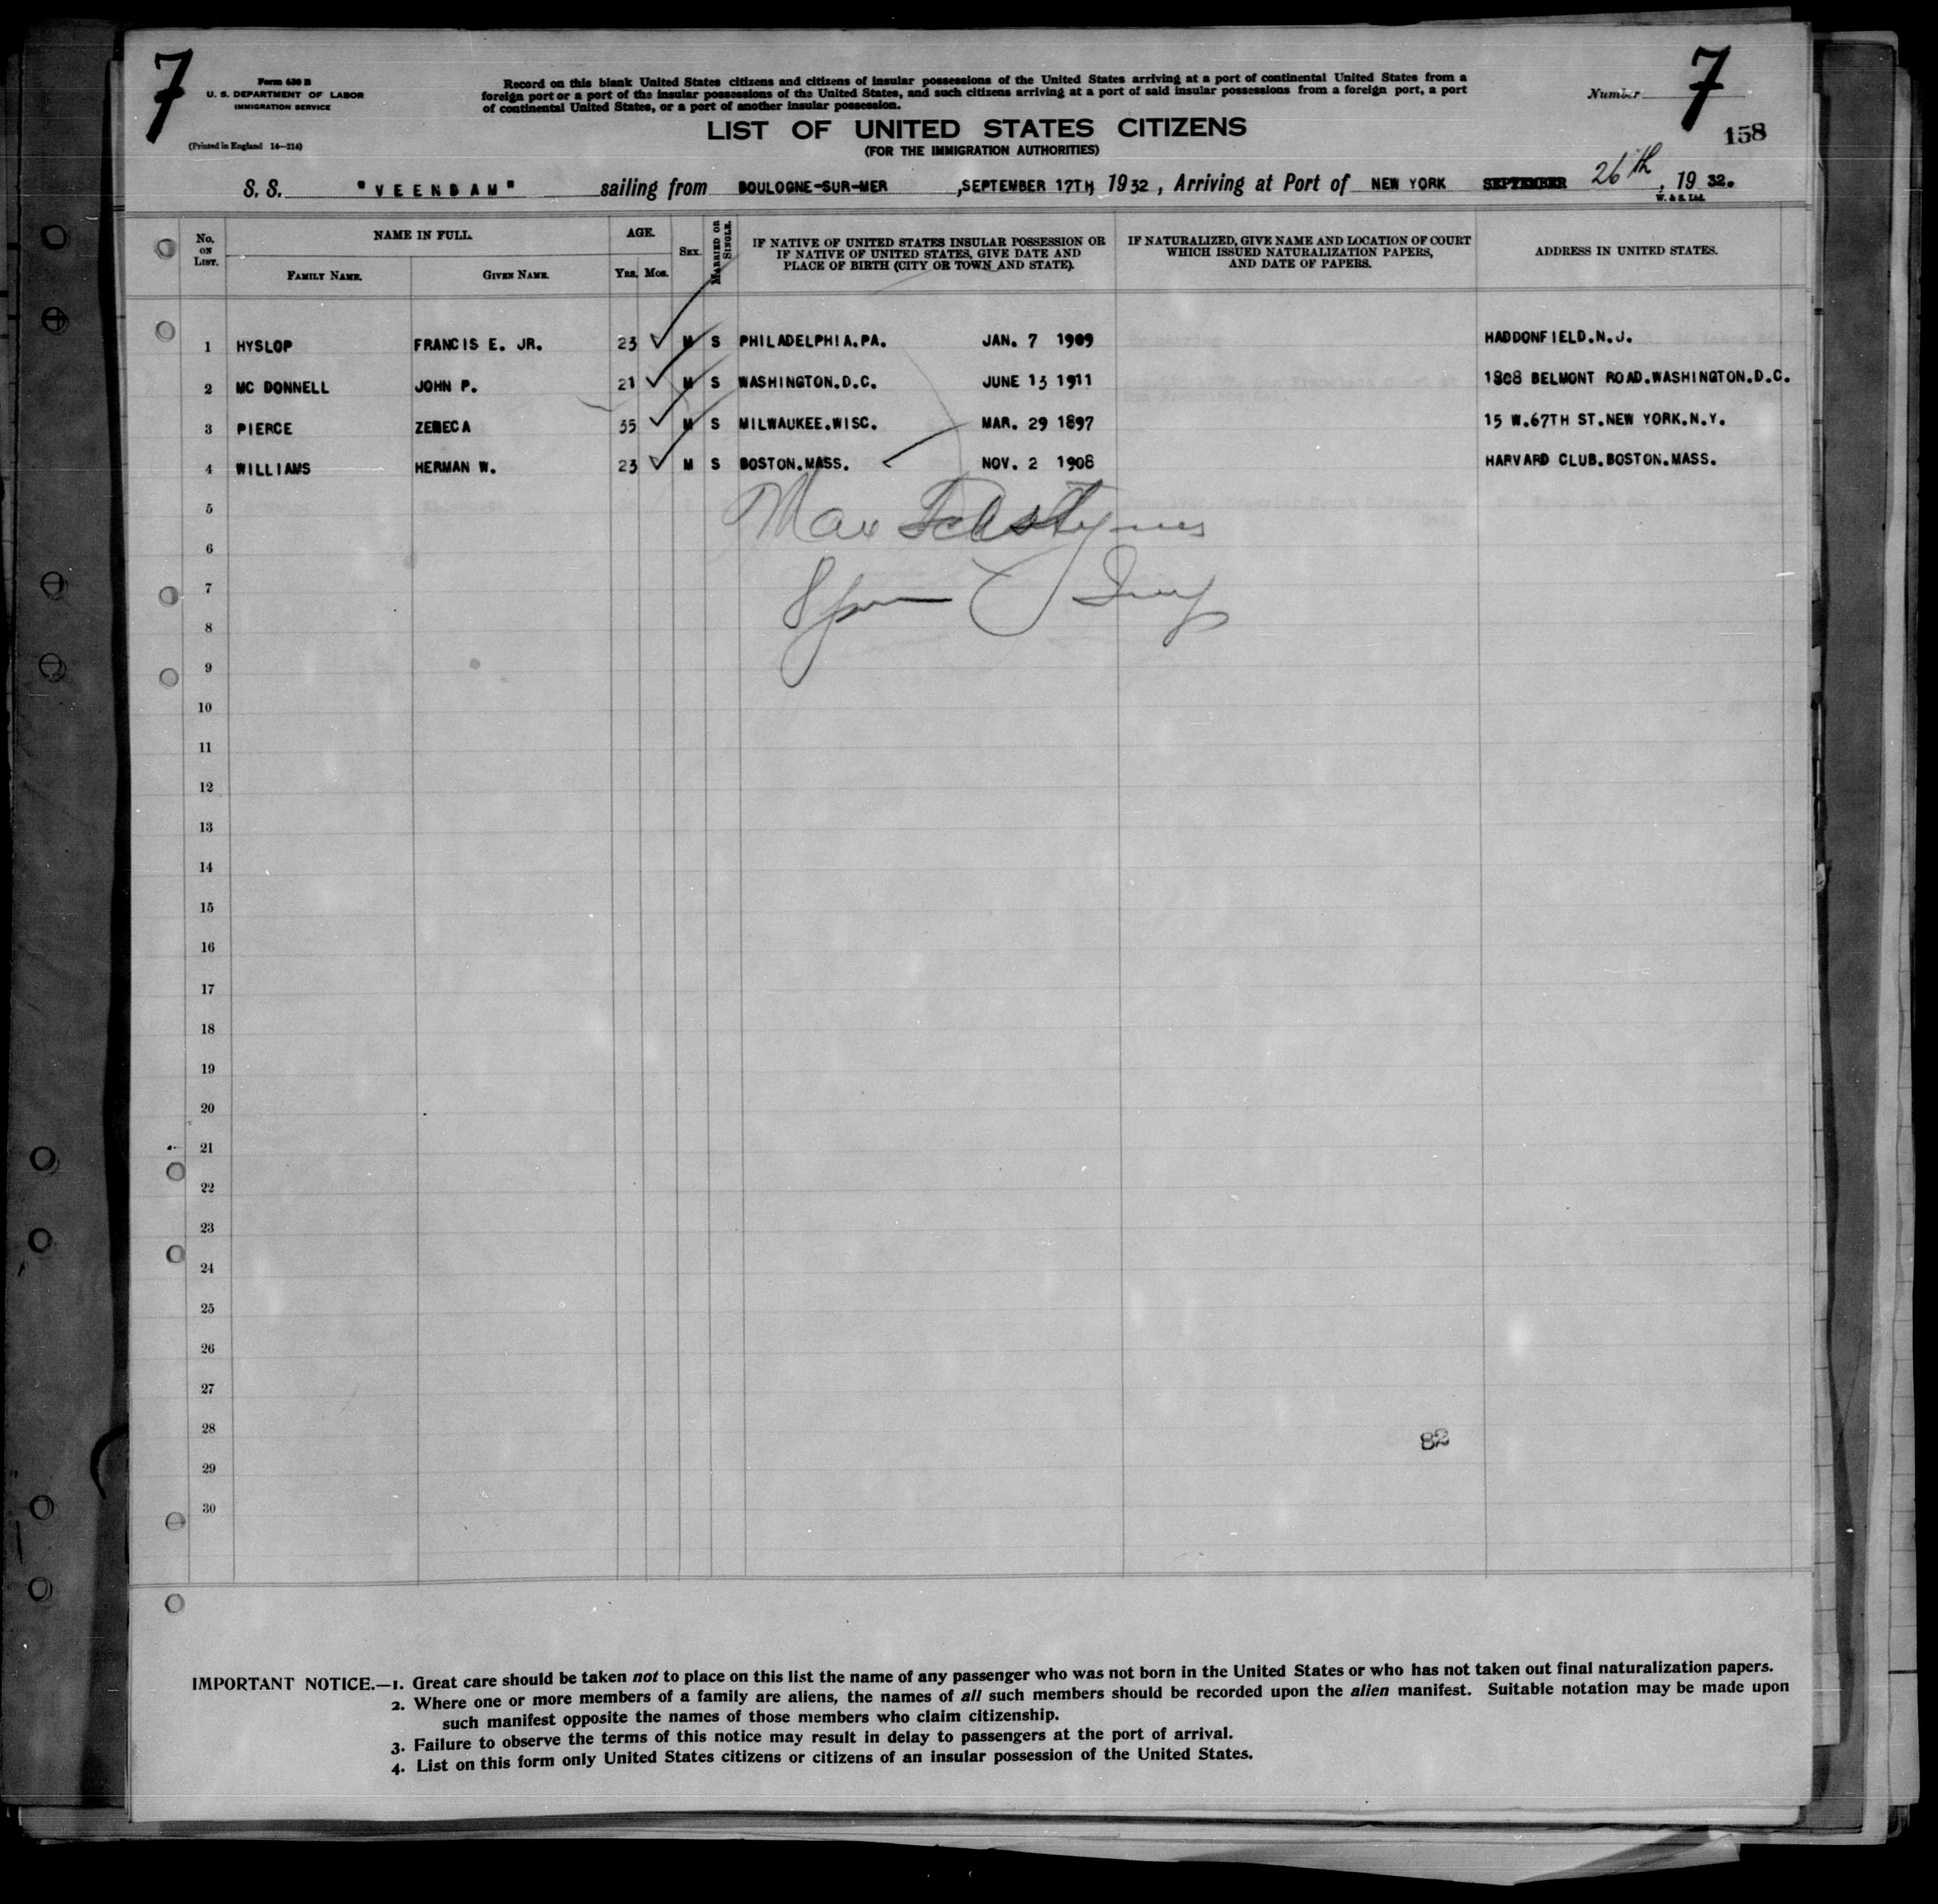 7
Form 630 B
U. S. DEPARTMENT OF LABOR
IMMIGRATION SERVICE
(Printed in England 14—214)
Record on this blank United States citizens and citizens of insular possessions of the United States arriving at a port of continental United States from a
foreign port or a port of the insular possessions of the United States, and such citizens arriving at a port of said insular possessions from a foreign port, a port
of continental United States, or a port of another insular possession.
Number 7
158
LIST OF UNITED STATES CITIZENS
(FOR THE IMMIGRATION AUTHORITIES)
S. S. "VEENDAM" sailing from BOULOGNE-SUR-MER, SEPTEMBER 17TH, 1932, Arriving at Port of NEW YORK SEPTEMBER 26th, 1932.
W. & S. Ltd.
No. ON LIST. NAME IN FULL. AGE. SEX. MARRIED OR SINGLE. IF NATIVE OF UNITED STATES INSULAR POSSESSION OR IF NATIVE OF UNITED STATES, GIVE DATE AND PLACE OF BIRTH (CITY OR TOWN AND STATE). IF NATURALIZED, GIVE NAME AND LOCATION OF COURT WHICH ISSUED NATURALIZATION PAPERS, AND DATE OF PAPERS. ADDRESS IN UNITED STATES.
FAMILY NAME. GIVEN NAME. YRS. MOS.
1 HYSLOP FRANCIS E. JR. 23 M S PHILADELPHIA.PA. JAN. 7 1909 HADDONFIELD.N.J.
2 MC DONNELL JOHN P. 21 M S WASHINGTON.D.C. JUNE 13 1911 1808 BELMONT ROAD.WASHINGTON.D.C.
3 PIERCE ZENECA 35 M S MILWAUKEE.WISC. MAR. 29 1897 15 W.67TH ST.NEW YORK.N.Y.
4 WILLIAMS HERMAN W. 23 M S BOSTON.MASS. NOV. 2 1908 HARVARD CLUB.BOSTON.MASS.
5
6
7
8
9
10
11
12
13
14
15
16
17
18
19
20
21
22
23
24
25
26
27
28
82
29
30
IMPORTANT NOTICE.—1. Great care should be taken not to place on this list the name of any passenger who was not born in the United States or who has not taken out final naturalization papers.
2. Where one or more members of a family are aliens, the names of all such members should be recorded upon the alien manifest. Suitable notation may be made upon
such manifest opposite the names of those members who claim citizenship.
3. Failure to observe the terms of this notice may result in delay to passengers at the port of arrival.
4. List on this form only United States citizens or citizens of an insular possession of the United States.